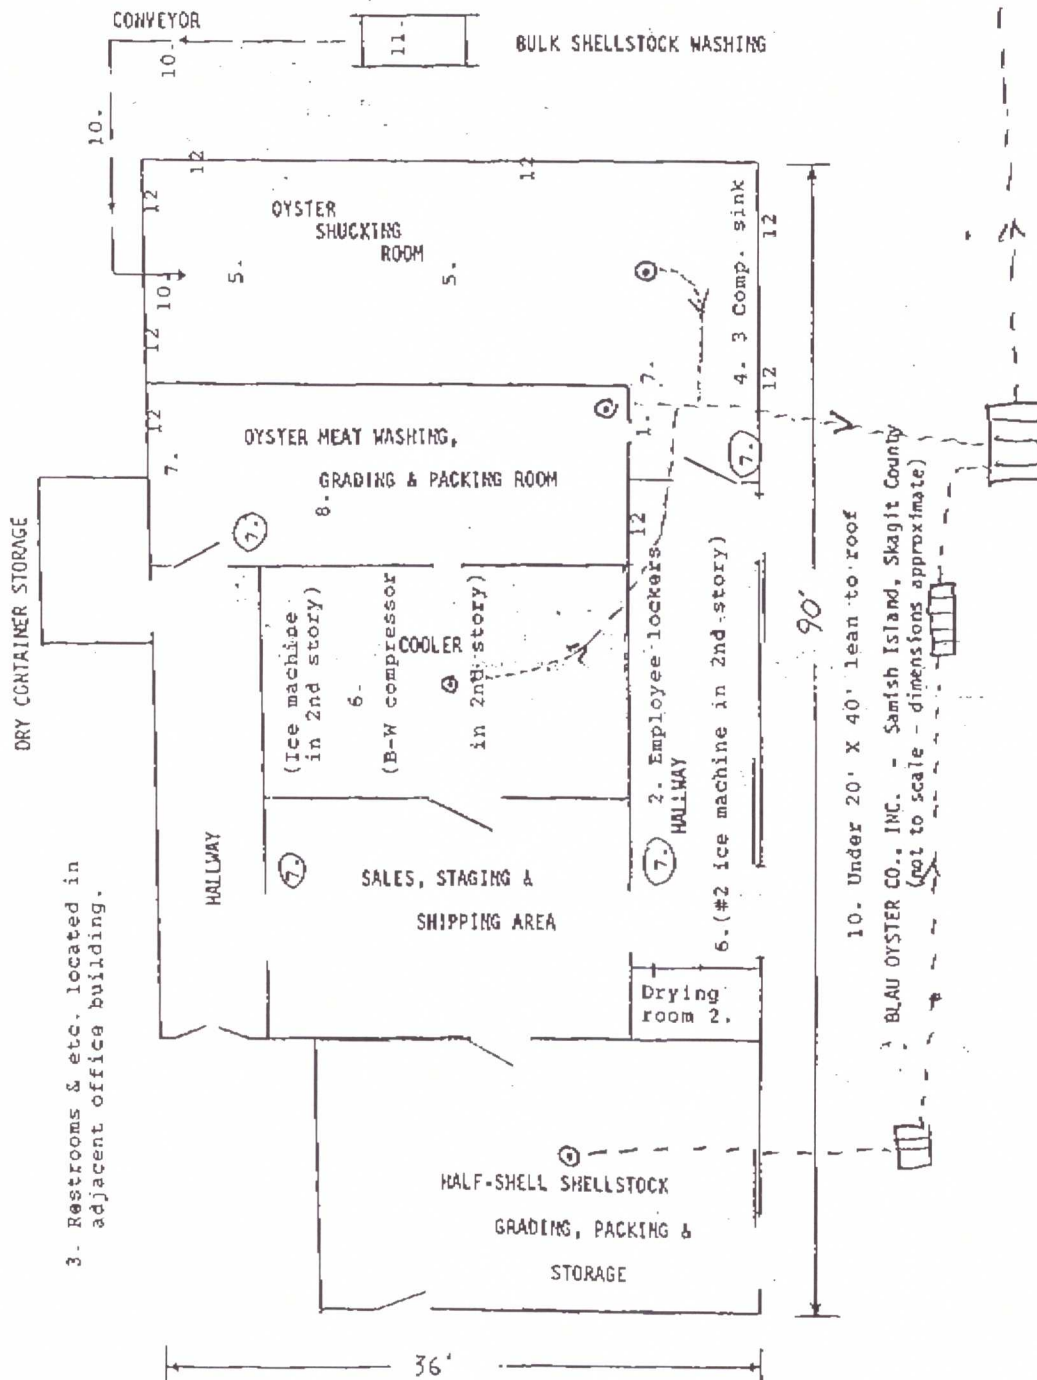 CONVEYOR
11.
BULK SHELLSTOCK WASHING
10.
10.
12
12
12
OYSTER
SHUCKING
ROOM
5.
5.
10.
12
4. 3 Comp. sink
12
12
12
7.
1.
7.
OYSTER MEAT WASHING,
GRADING & PACKING ROOM
8.
7.
7.
12
DRY CONTAINER STORAGE
(Ice machine
in 2nd story)
6.
(B-W compressor
in 2nd story)
COOLER
2. Employee lockers
HALLWAY
6.(#2 ice machine in 2nd story)
7.
90'
10. Under 20' X 40' lean to roof
BLAU OYSTER CO., INC. - Samish Island, Skagit County
(not to scale - dimensions approximate)
HALLWAY
7.
SALES, STAGING &
SHIPPING AREA
Drying
room 2.
3. Restrooms & etc. located in
adjacent office building.
HALF-SHELL SHELLSTOCK
GRADING, PACKING &
STORAGE
36'